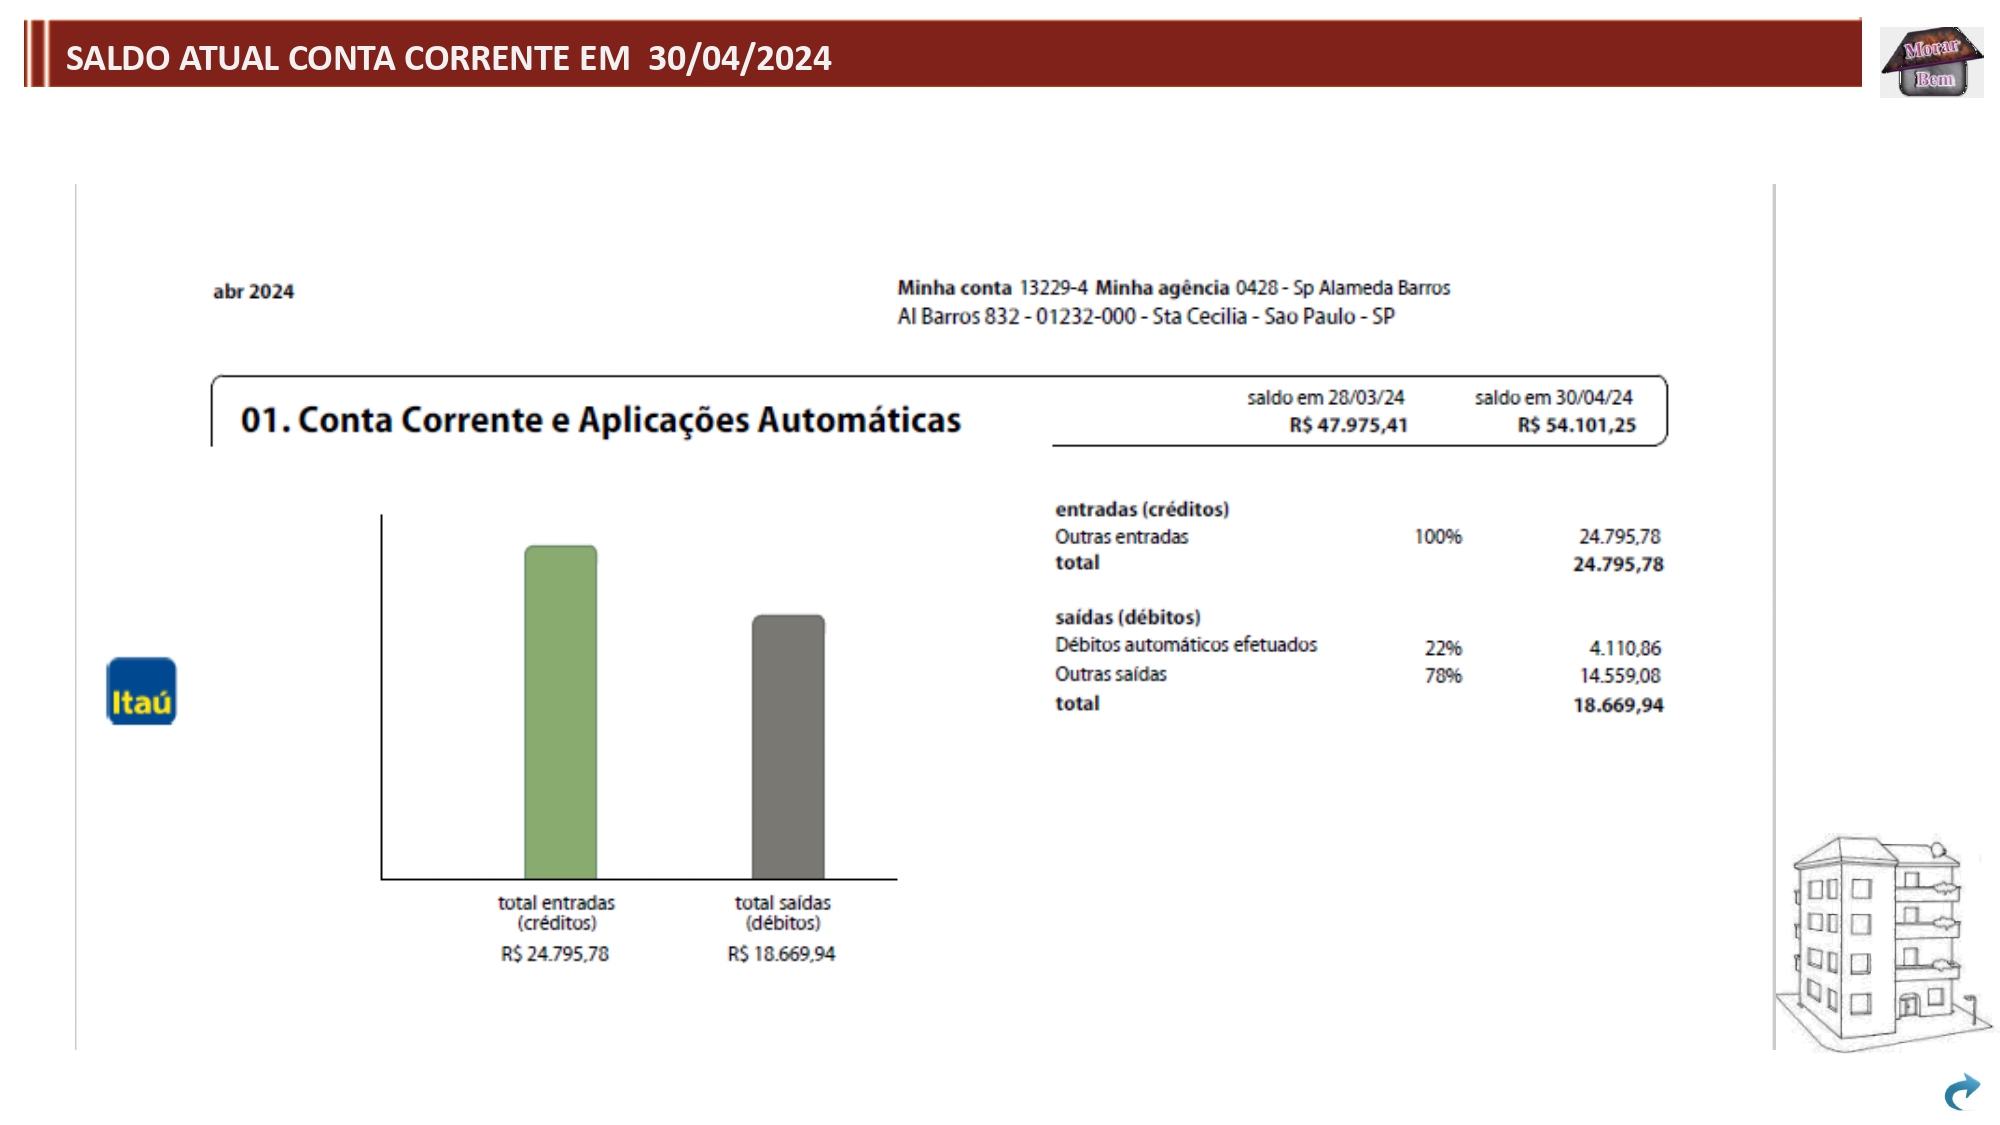 SALDO ATUAL CONTA CORRENTE EM 30/04/2024
Morar
Bem
abr 2024
Minha conta 13229-4 Minha agência 0428 - Sp Alameda Barros
Al Barros 832 - 01232-000 - Sta Cecilia - Sao Paulo - SP
01. Conta Corrente e Aplicações Automáticas
saldo em 28/03/24 saldo em 30/04/24
R$ 47.975,41 R$ 54.101,25
entradas (créditos)
Outras entradas 100% 24.795,78
total 24.795,78
saídas (débitos)
Débitos automáticos efetuados 22% 4.110,86
Outras saídas 78% 14.559,08
total 18.669,94
Itaú
total entradas
(créditos)
R$ 24.795,78
total saídas
(débitos)
R$ 18.669,94